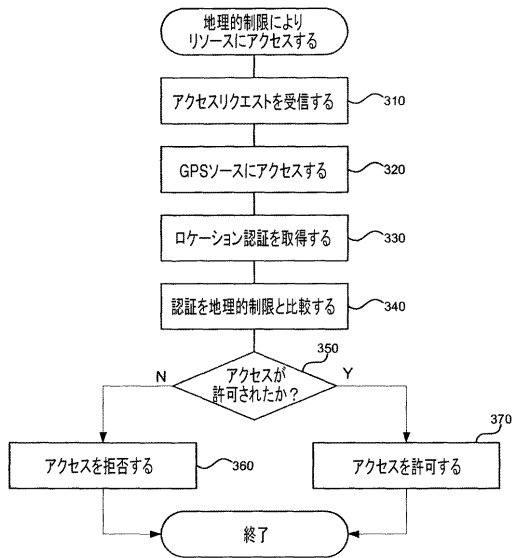 地理的制限により
リソースにアクセスする
アクセスリクエストを受信する
310
GPSソースにアクセスする
320
ロケーション認証を取得する
330
認証を地理的制限と比較する
340
350
N
アクセスが
許可されたか？
Y
370
アクセスを拒否する
360
アクセスを許可する
終了